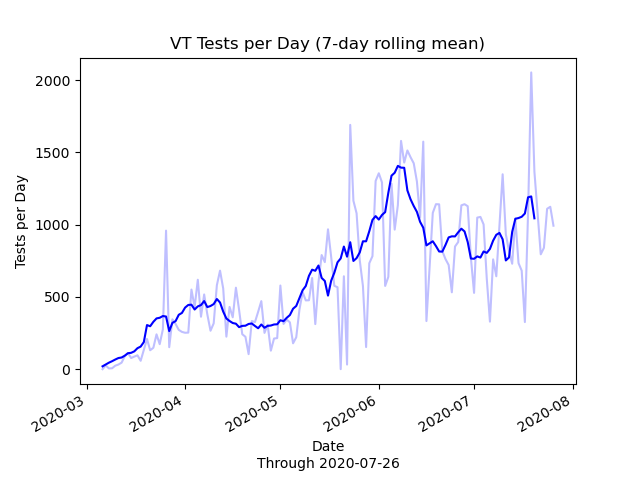 VT Tests per Day (7-day rolling mean)
2000
1500
1000
500
0
Tests per Day
2020-03
2020-04
2020-05
2020-06
2020-07
2020-08
Date
Through 2020-07-26